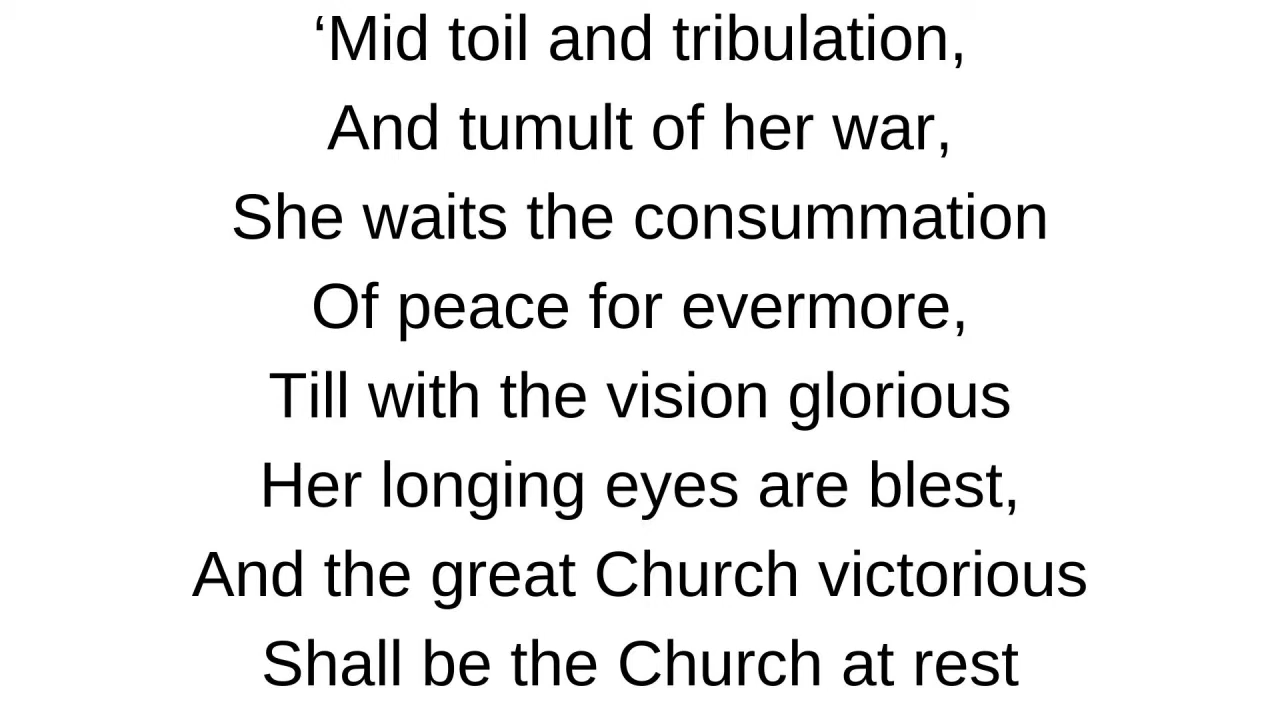 ‘Mid toil and tribulation,
And tumult of her war,
She waits the consummation
Of peace for evermore,
Till with the vision glorious
Her longing eyes are blest,
And the great Church victorious
Shall be the Church at rest